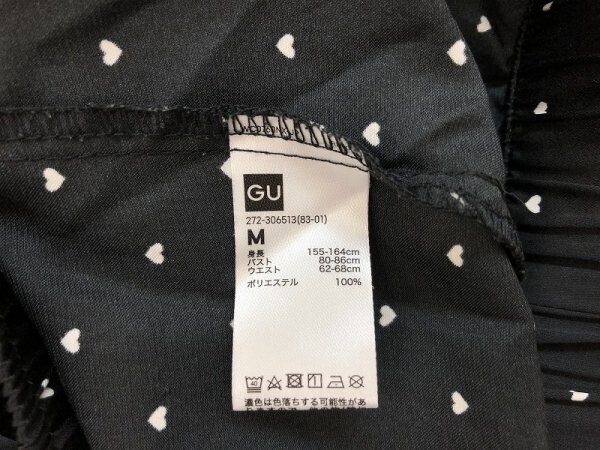 GU
272-306513(83-01)
M
身長 155-164cm
バスト 80-86cm
ウエスト 62-68cm
ポリエステル 100%
40
濃色は色落ちする可能性があ